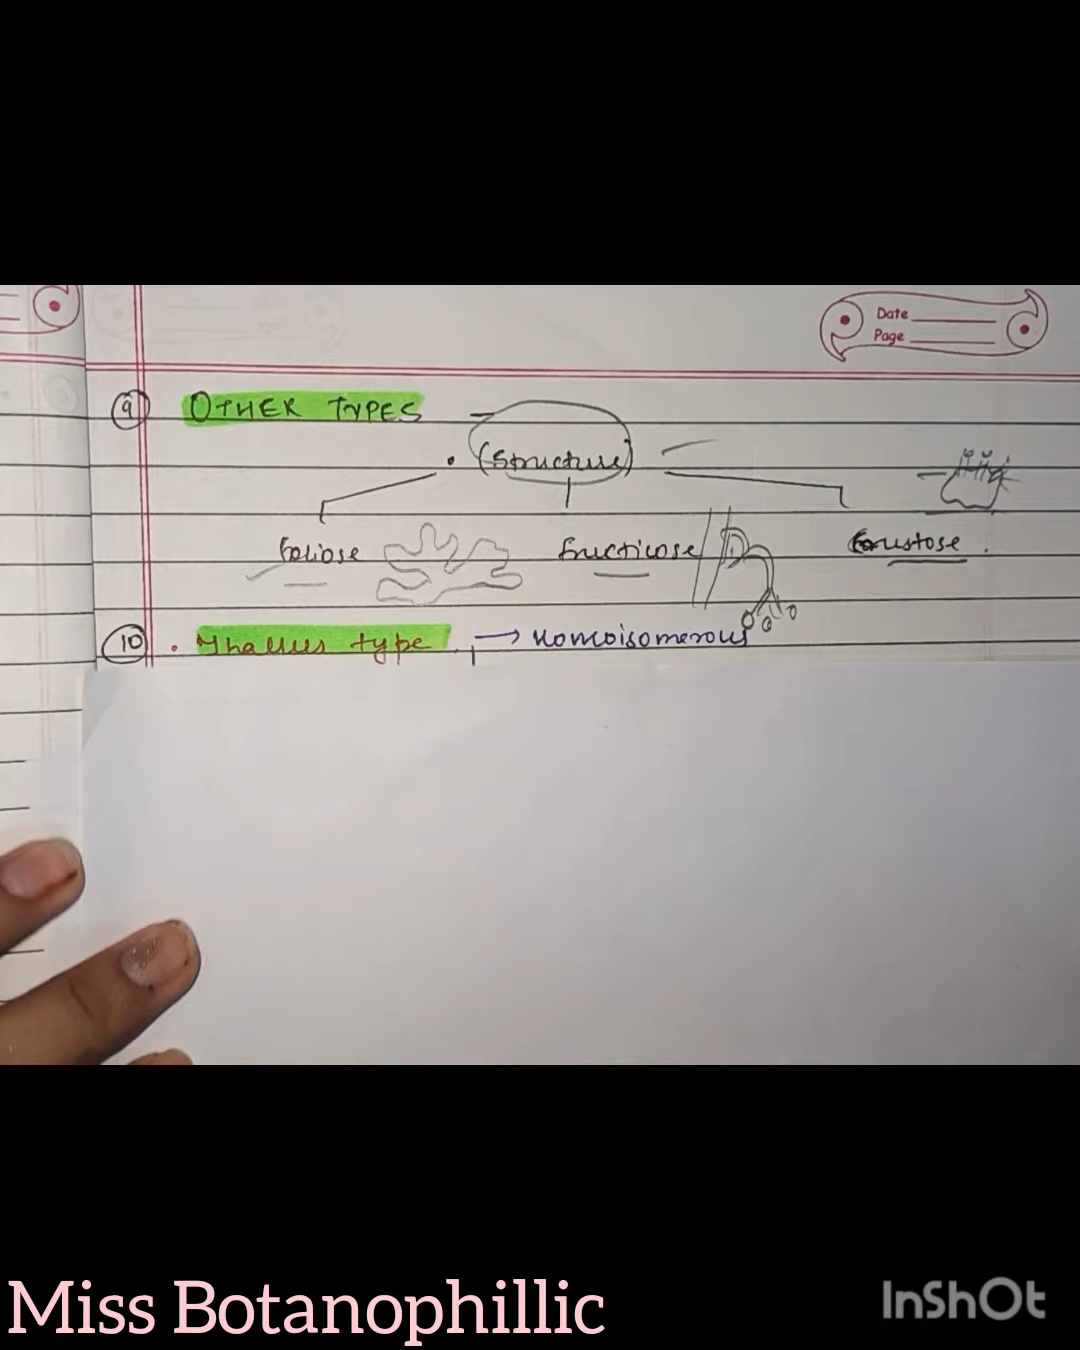 Date
Page
9 OTHER TYPES -
. (Structure)
foliose fructicose Crustose .
10 . Thallus type . → Homoisomerous
Miss Botanophillic
InShOt